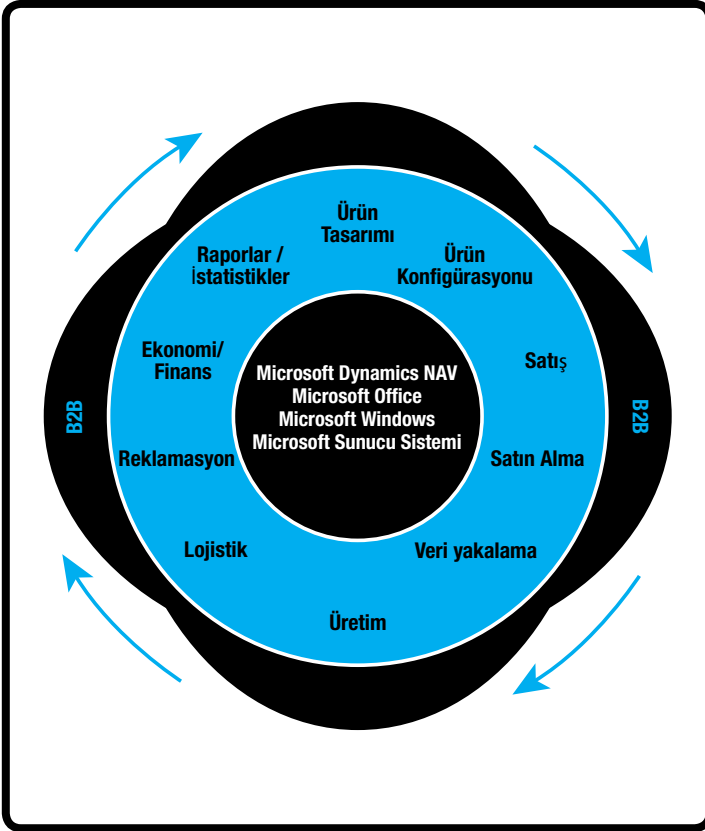 Ürün
Tasarımı
Ürün
Konfigürasyonu
Satış
Satın Alma
Veri yakalama
Üretim
Lojistik
Reklamasyon
Ekonomi/
Finans
Raporlar /
İstatistikler
Microsoft Dynamics NAV
Microsoft Office
Microsoft Windows
Microsoft Sunucu Sistemi
B2B
B2B